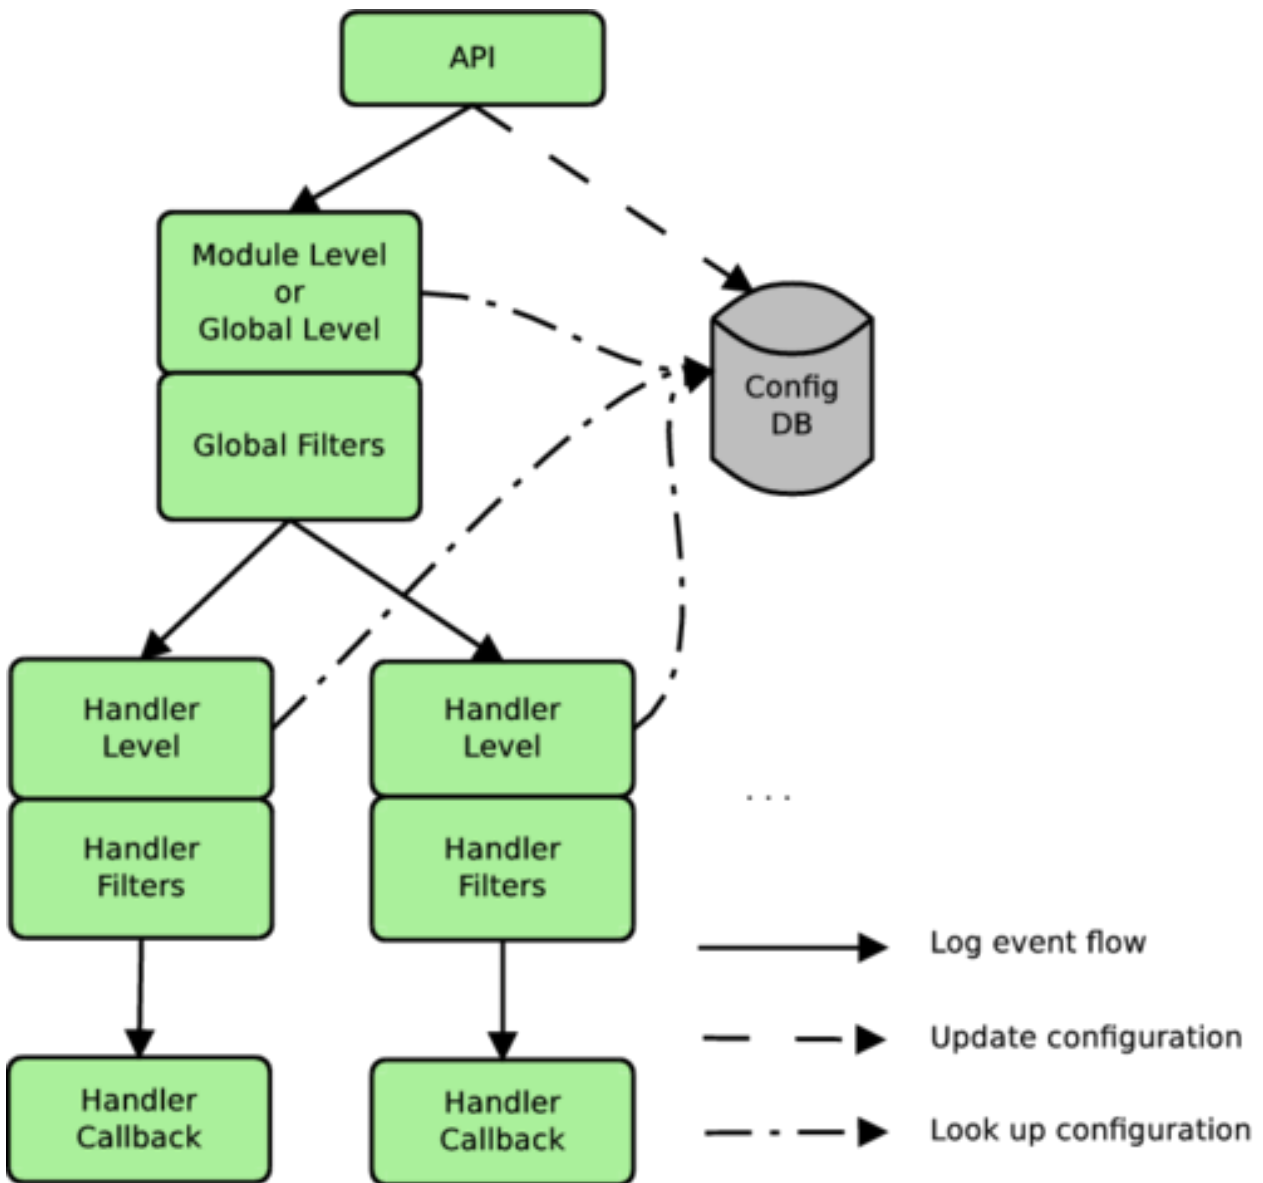 API
Module Level
or
Global Level
Global Filters
Config
DB
Handler
Level
Handler
Filters
Handler
Callback
Handler
Level
Handler
Filters
Handler
Callback
...
Log event flow
Update configuration
Look up configuration